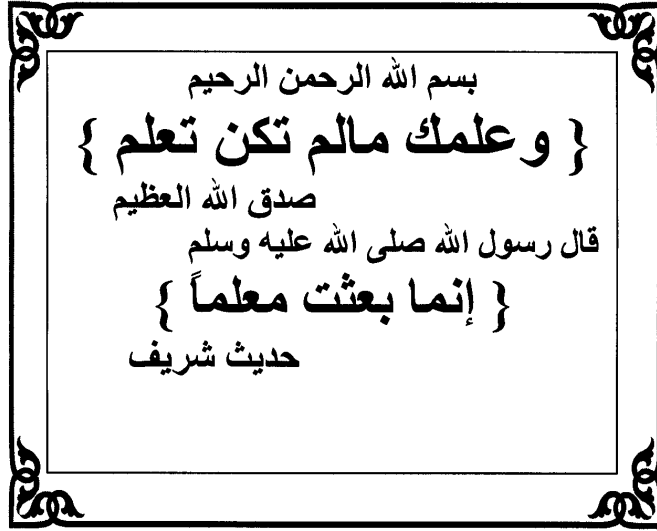 بسم الله الرحمن الرحيم
{ وعلمك مالم تكن تعلم }
صدق الله العظيم
قال رسول الله صلى الله عليه وسلم
{ إنما بعثت معلماً }
حديث شريف